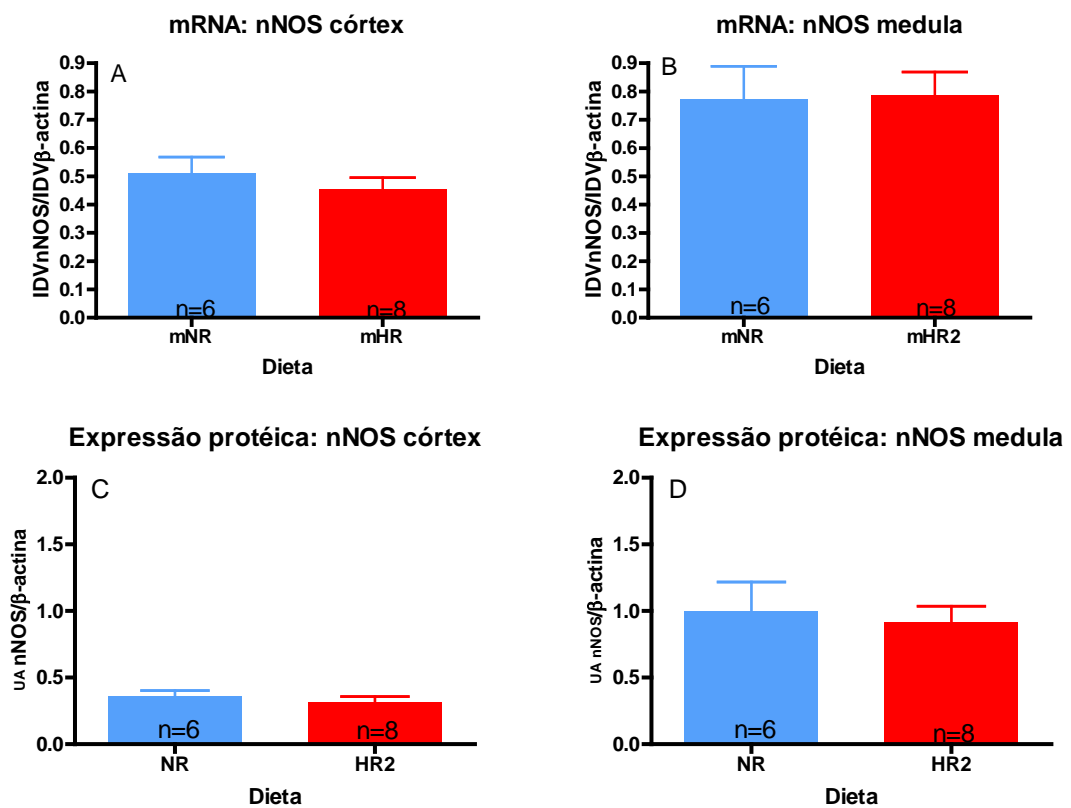 mRNA: nNOS córtex
A
IDVnNOS/IDVβ-actina
0.9
0.8
0.7
0.6
0.5
0.4
0.3
0.2
0.1
0.0
n=6
n=8
mNR
mHR
Dieta
mRNA: nNOS medula
B
IDVnNOS/IDVβ-actina
0.9
0.8
0.7
0.6
0.5
0.4
0.3
0.2
0.1
0.0
n=6
n=8
mNR
mHR2
Dieta
Expressão protéica: nNOS córtex
C
UA nNOS/β-actina
2.0
1.5
1.0
0.5
0.0
n=6
n=8
NR
HR2
Dieta
Expressão protéica: nNOS medula
D
UA nNOS/β-actina
2.0
1.5
1.0
0.5
0.0
n=6
n=8
NR
HR2
Dieta